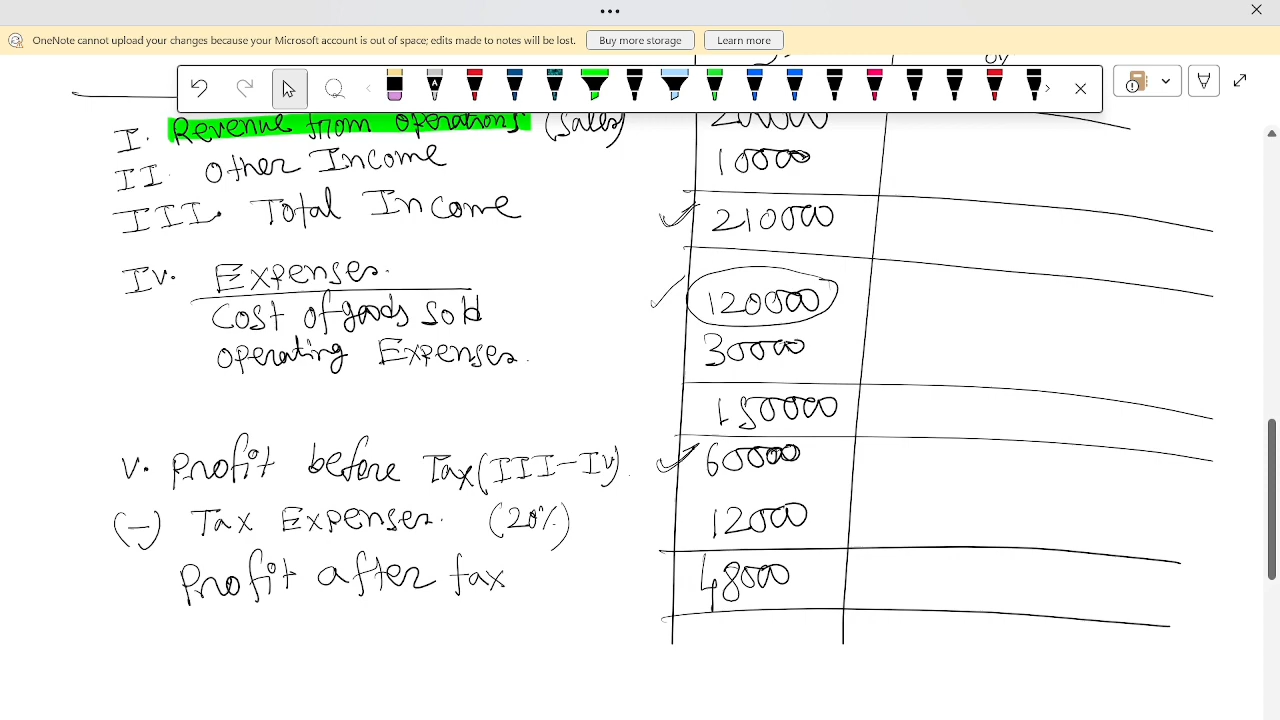 OneNote cannot upload your changes because your Microsoft account is out of space; edits made to notes will be lost. Buy more storage Learn more
I. Revenue from operations (Sales) 200000
II. Other Income 10000
III. Total Income 210000
IV. Expenses.
Cost of goods sold 120000
operating Expenses. 30000
150000
V. Profit before Tax (III-IV). 60000
(-) Tax Expenses. (20%) 12000
Profit after tax 48000